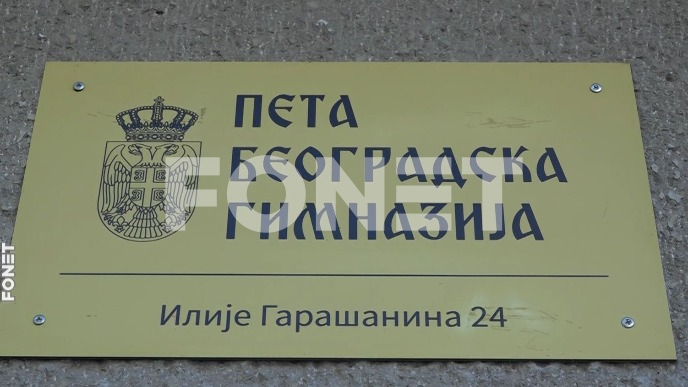 ПЕТА
БЕОГРАДСКА
ГИМНАЗИЈА
Илије Гарашанина 24
FONET
FONET